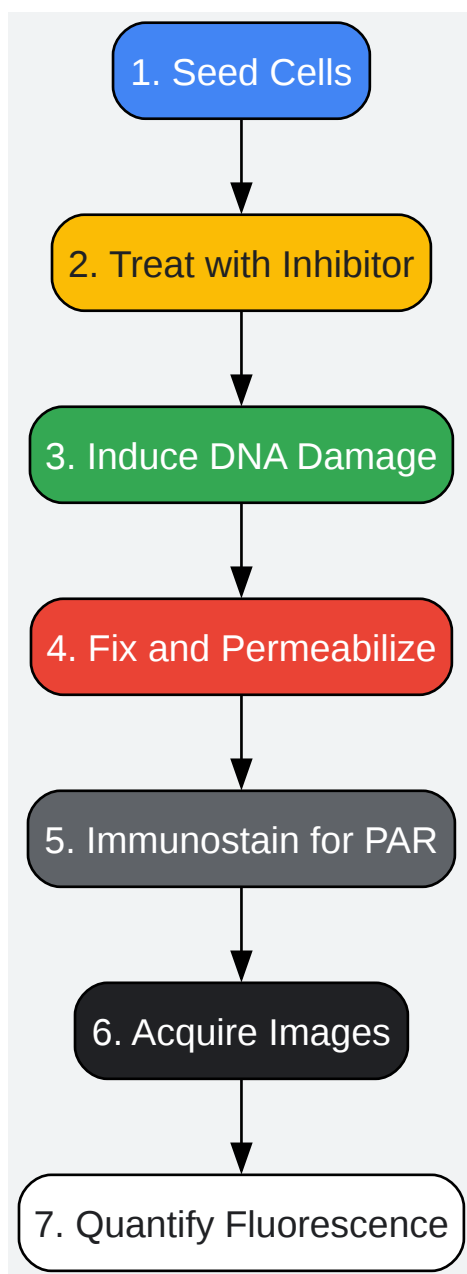 1. Seed Cells
2. Treat with Inhibitor
3. Induce DNA Damage
4. Fix and Permeabilize
5. Immunostain for PAR
6. Acquire Images
7. Quantify Fluorescence